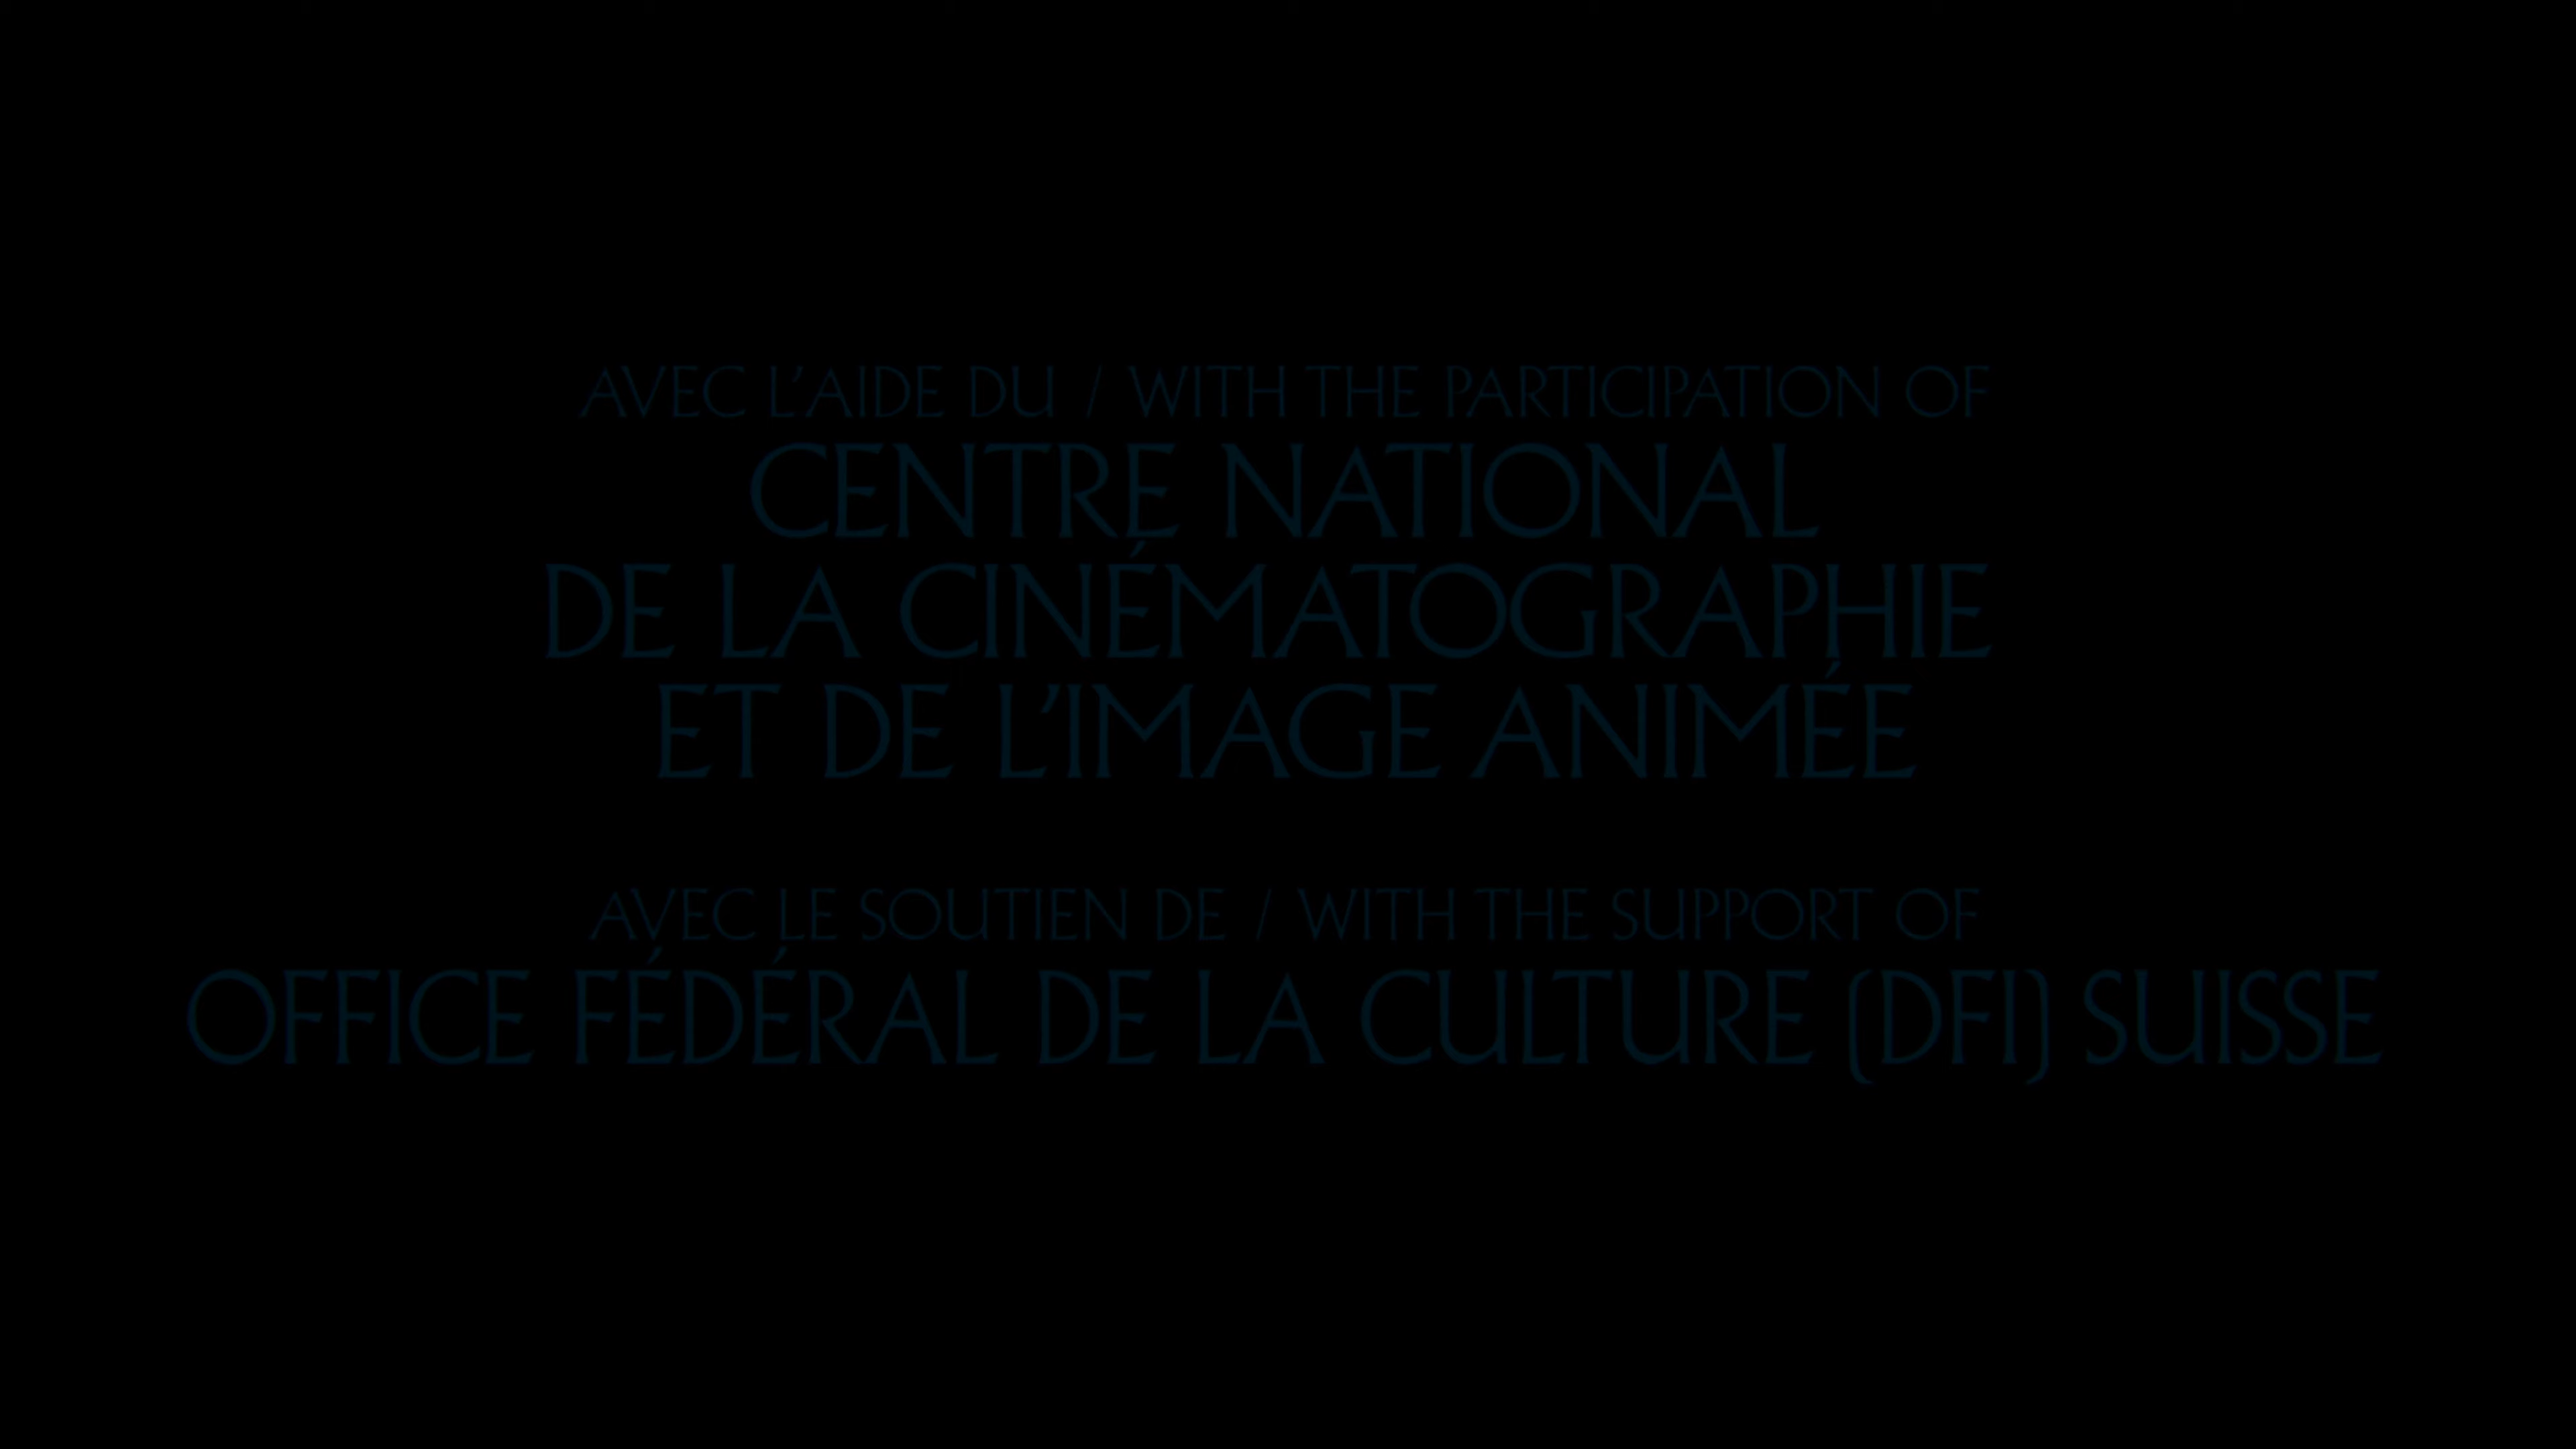 AVEC L'AIDE DU / WITH THE PARTICIPATION OF
CENTRE NATIONAL
DE LA CINÉMATOGRAPHIE
ET DE L'IMAGE ANIMÉE
AVEC LE SOUTIEN DE / WITH THE SUPPORT OF
OFFICE FÉDÉRAL DE LA CULTURE (DFI) SUISSE